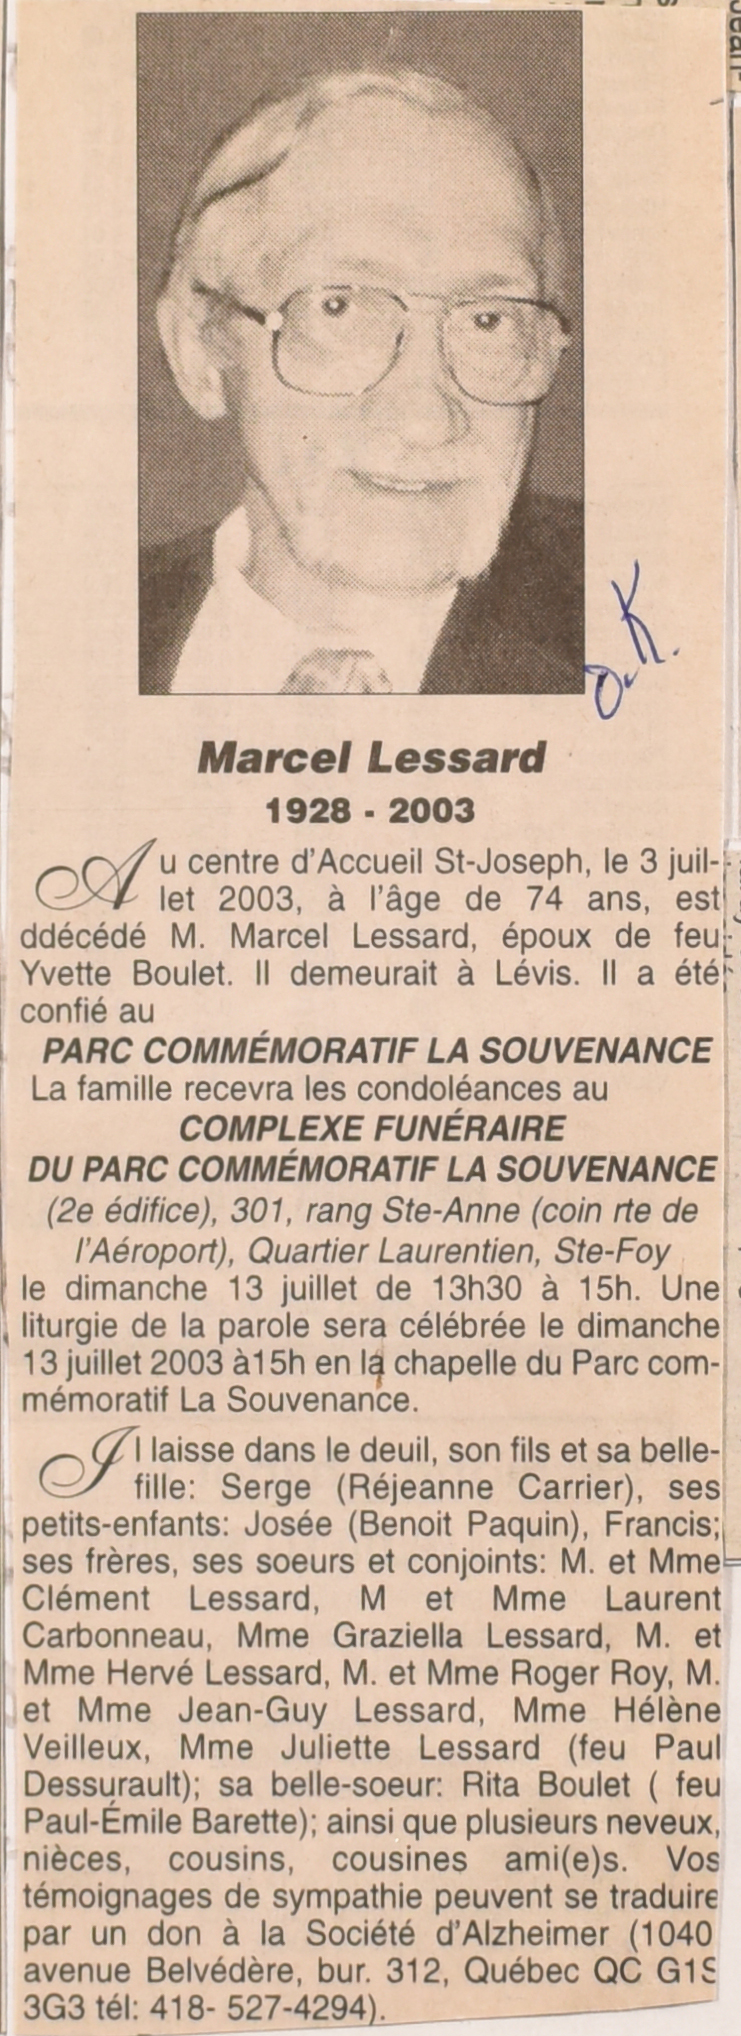 O.K.
Marcel Lessard
1928 - 2003
Au centre d'Accueil St-Joseph, le 3 juil-
let 2003, à l'âge de 74 ans, est
ddécédé M. Marcel Lessard, époux de feu
Yvette Boulet. Il demeurait à Lévis. Il a été
confié au
PARC COMMÉMORATIF LA SOUVENANCE
La famille recevra les condoléances au
COMPLEXE FUNÉRAIRE
DU PARC COMMÉMORATIF LA SOUVENANCE
(2e édifice), 301, rang Ste-Anne (coin rte de
l'Aéroport), Quartier Laurentien, Ste-Foy
le dimanche 13 juillet de 13h30 à 15h. Une
liturgie de la parole sera célébrée le dimanche
13 juillet 2003 à15h en la chapelle du Parc com-
mémoratif La Souvenance.
Il laisse dans le deuil, son fils et sa belle-
fille: Serge (Réjeanne Carrier), ses
petits-enfants: Josée (Benoit Paquin), Francis;
ses frères, ses soeurs et conjoints: M. et Mme
Clément Lessard, M et Mme Laurent
Carbonneau, Mme Graziella Lessard, M. et
Mme Hervé Lessard, M. et Mme Roger Roy, M.
et Mme Jean-Guy Lessard, Mme Hélène
Veilleux, Mme Juliette Lessard (feu Paul
Dessurault); sa belle-soeur: Rita Boulet ( feu
Paul-Émile Barette); ainsi que plusieurs neveux,
nièces, cousins, cousines ami(e)s. Vos
témoignages de sympathie peuvent se traduire
par un don à la Société d'Alzheimer (1040
avenue Belvédère, bur. 312, Québec QC G1S
3G3 tél: 418- 527-4294).